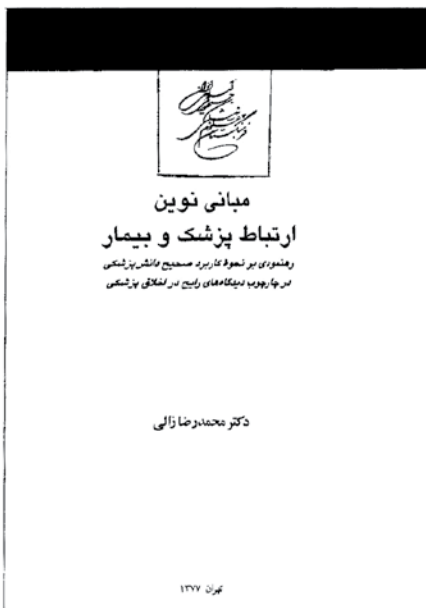 مبانی نوین
ارتباط پزشک و بیمار
رهنمودی بر نحوهٔ کاربرد صحیح دانش پزشکی
در چارچوب دیدگاه‌های رایج در اخلاق پزشکی
دکتر محمدرضا زالی
تهران ۱۳۷۷